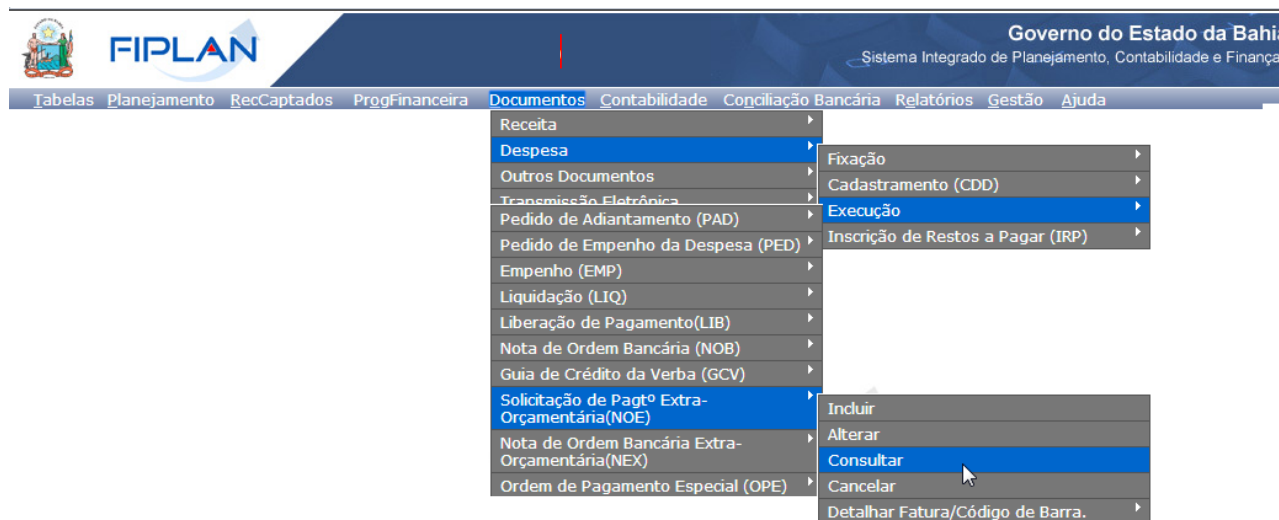 FIPLAN
Governo do Estado da Bahia
Sistema Integrado de Planejamento, Contabilidade e Finança
Tabelas Planejamento RecCaptados ProgFinanceira Documentos Contabilidade Conciliação Bancária Relatórios Gestão Ajuda
Receita
Despesa
Outros Documentos
Transmissão Eletrônica
Fixação
Cadastramento (CDD)
Execução
Inscrição de Restos a Pagar (IRP)
Pedido de Adiantamento (PAD)
Pedido de Empenho da Despesa (PED)
Empenho (EMP)
Liquidação (LIQ)
Liberação de Pagamento(LIB)
Nota de Ordem Bancária (NOB)
Guia de Crédito da Verba (GCV)
Solicitação de Pagtº Extra-
Orçamentária(NOE)
Nota de Ordem Bancária Extra-
Orçamentária(NEX)
Ordem de Pagamento Especial (OPE)
Incluir
Alterar
Consultar
Cancelar
Detalhar Fatura/Código de Barra.